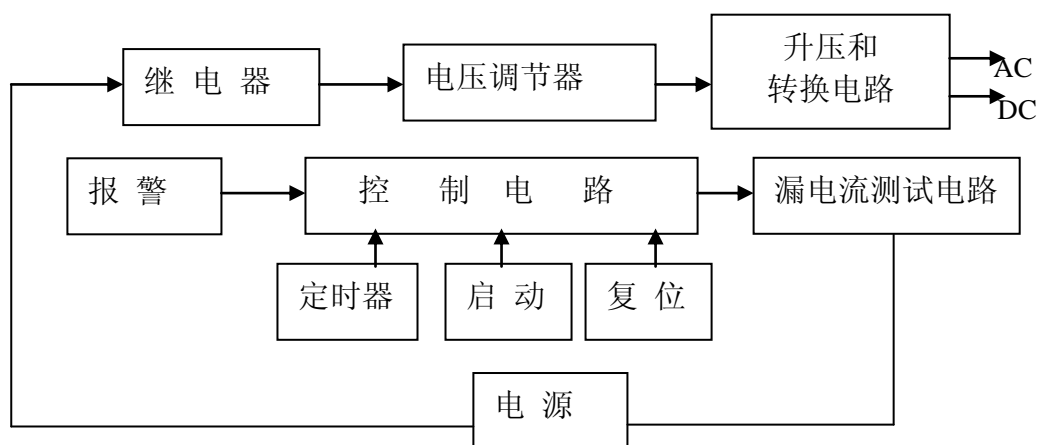 继 电 器
电压调节器
升压和
转换电路
AC
DC
报 警
控 制 电 路
漏电流测试电路
定时器
启 动
复 位
电 源